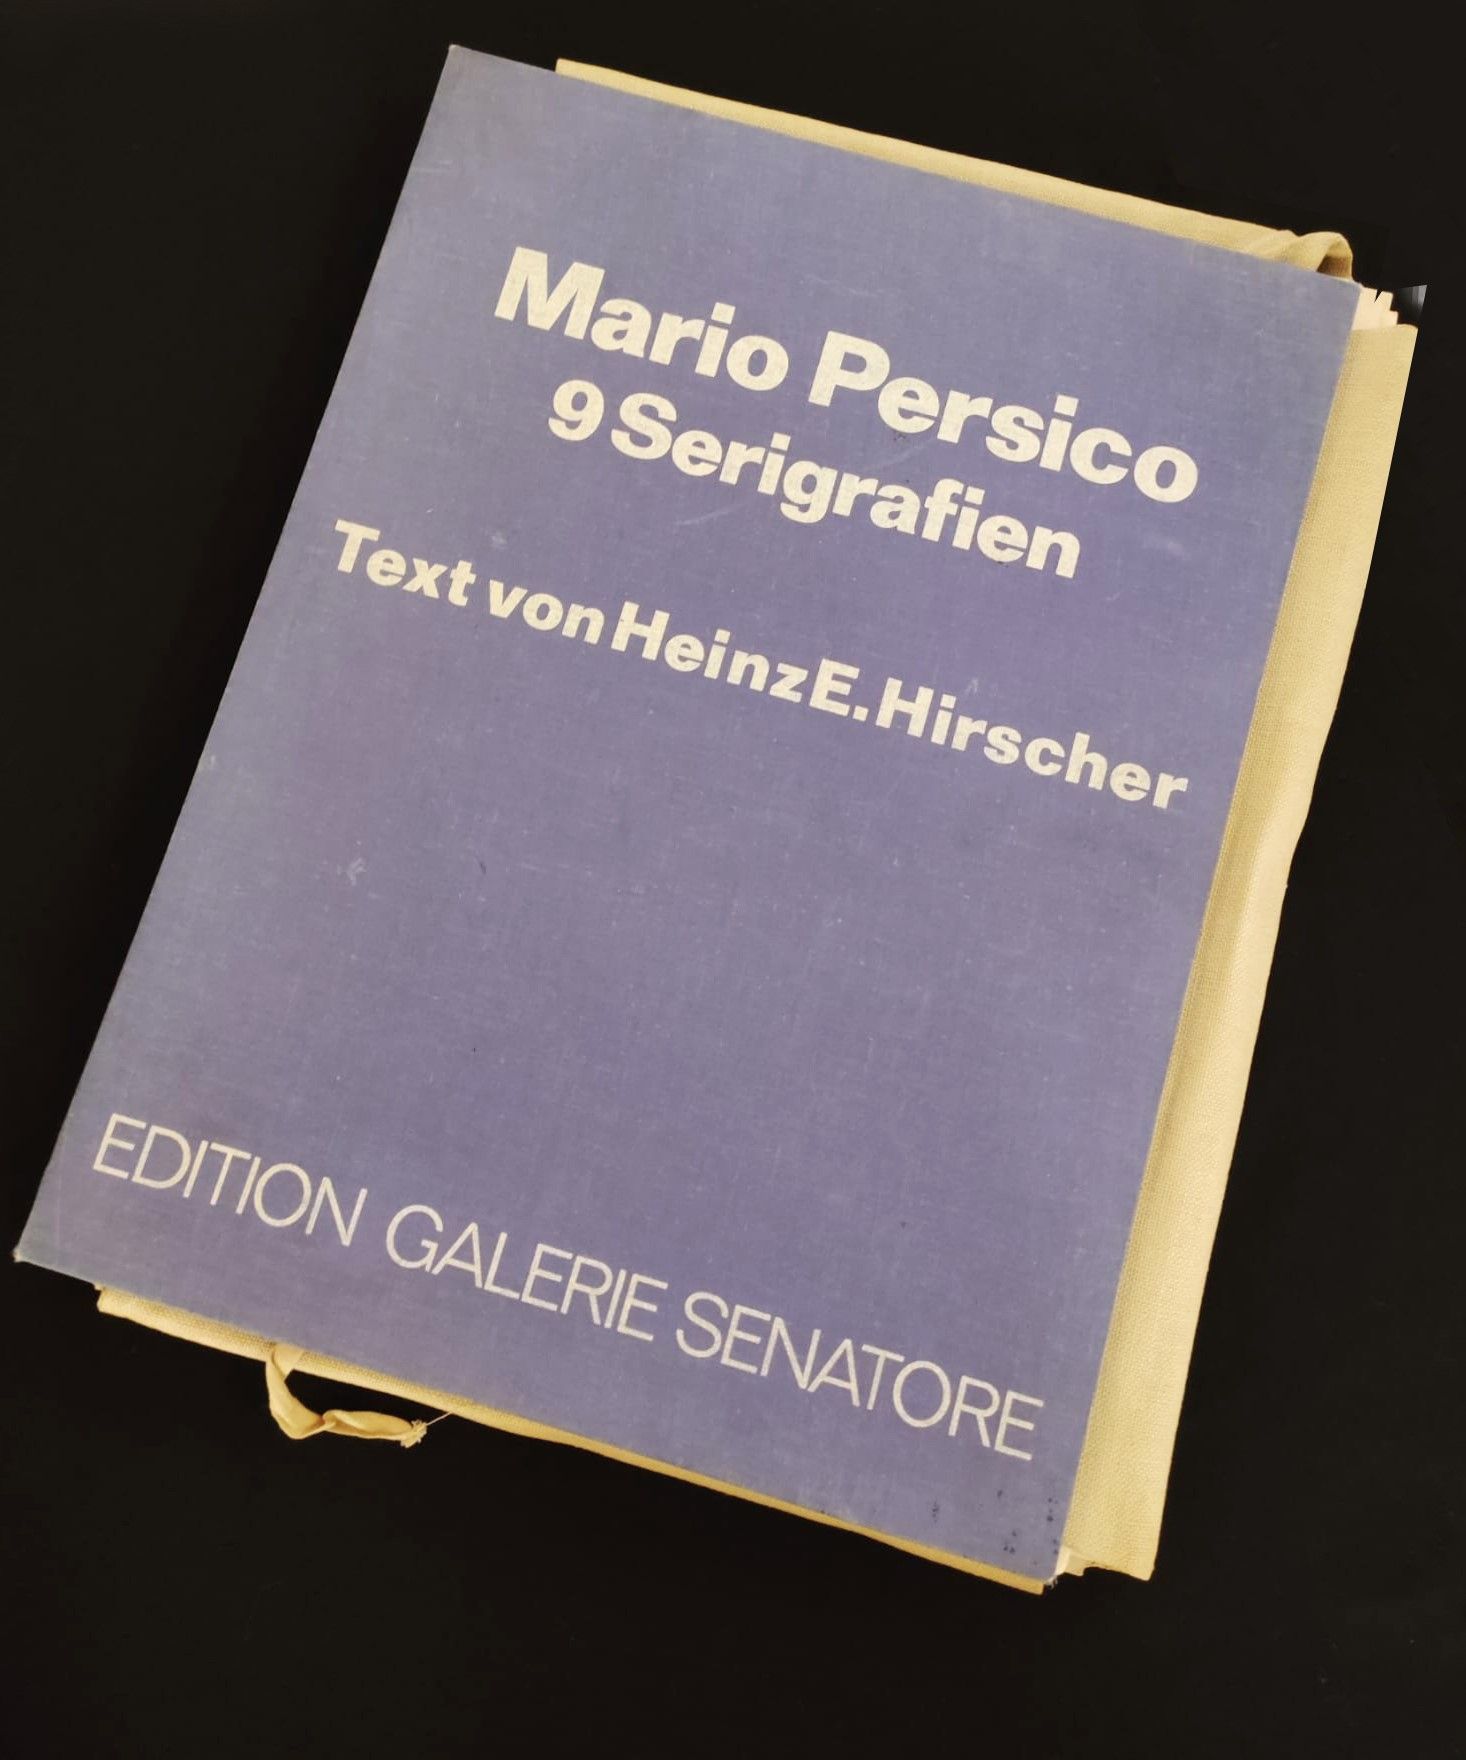 Mario Persico
9 Serigrafien
Text von Heinz E. Hirscher
EDITION GALERIE SENATORE